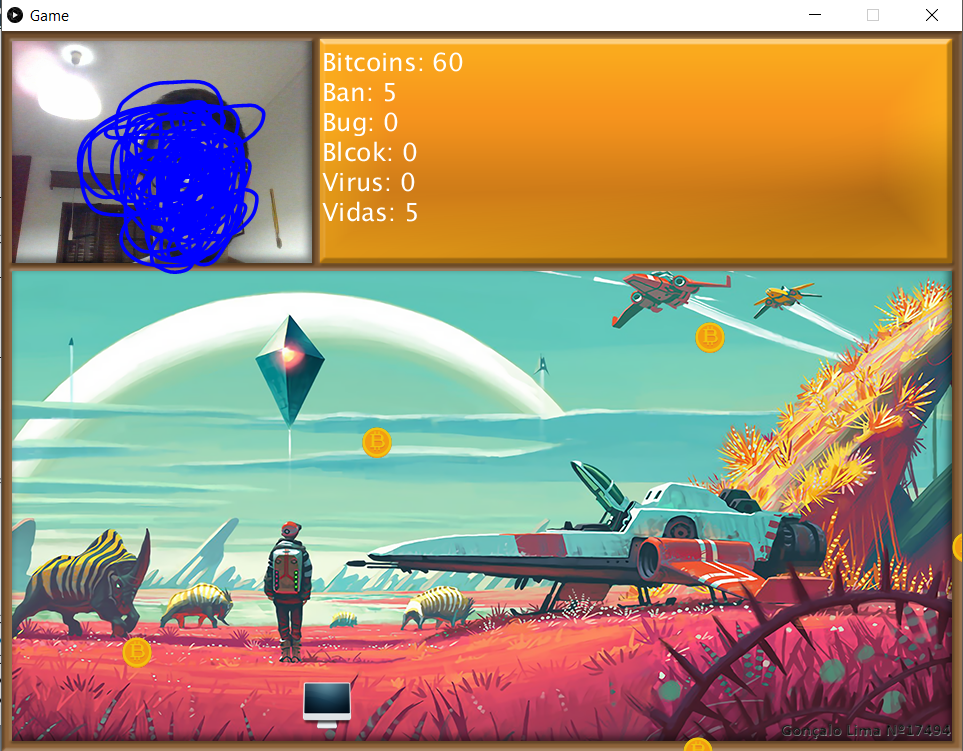 Game
Bitcoins: 60
Ban: 5
Bug: 0
Blcok: 0
Virus: 0
Vidas: 5
Gonçalo Lima Nº17494